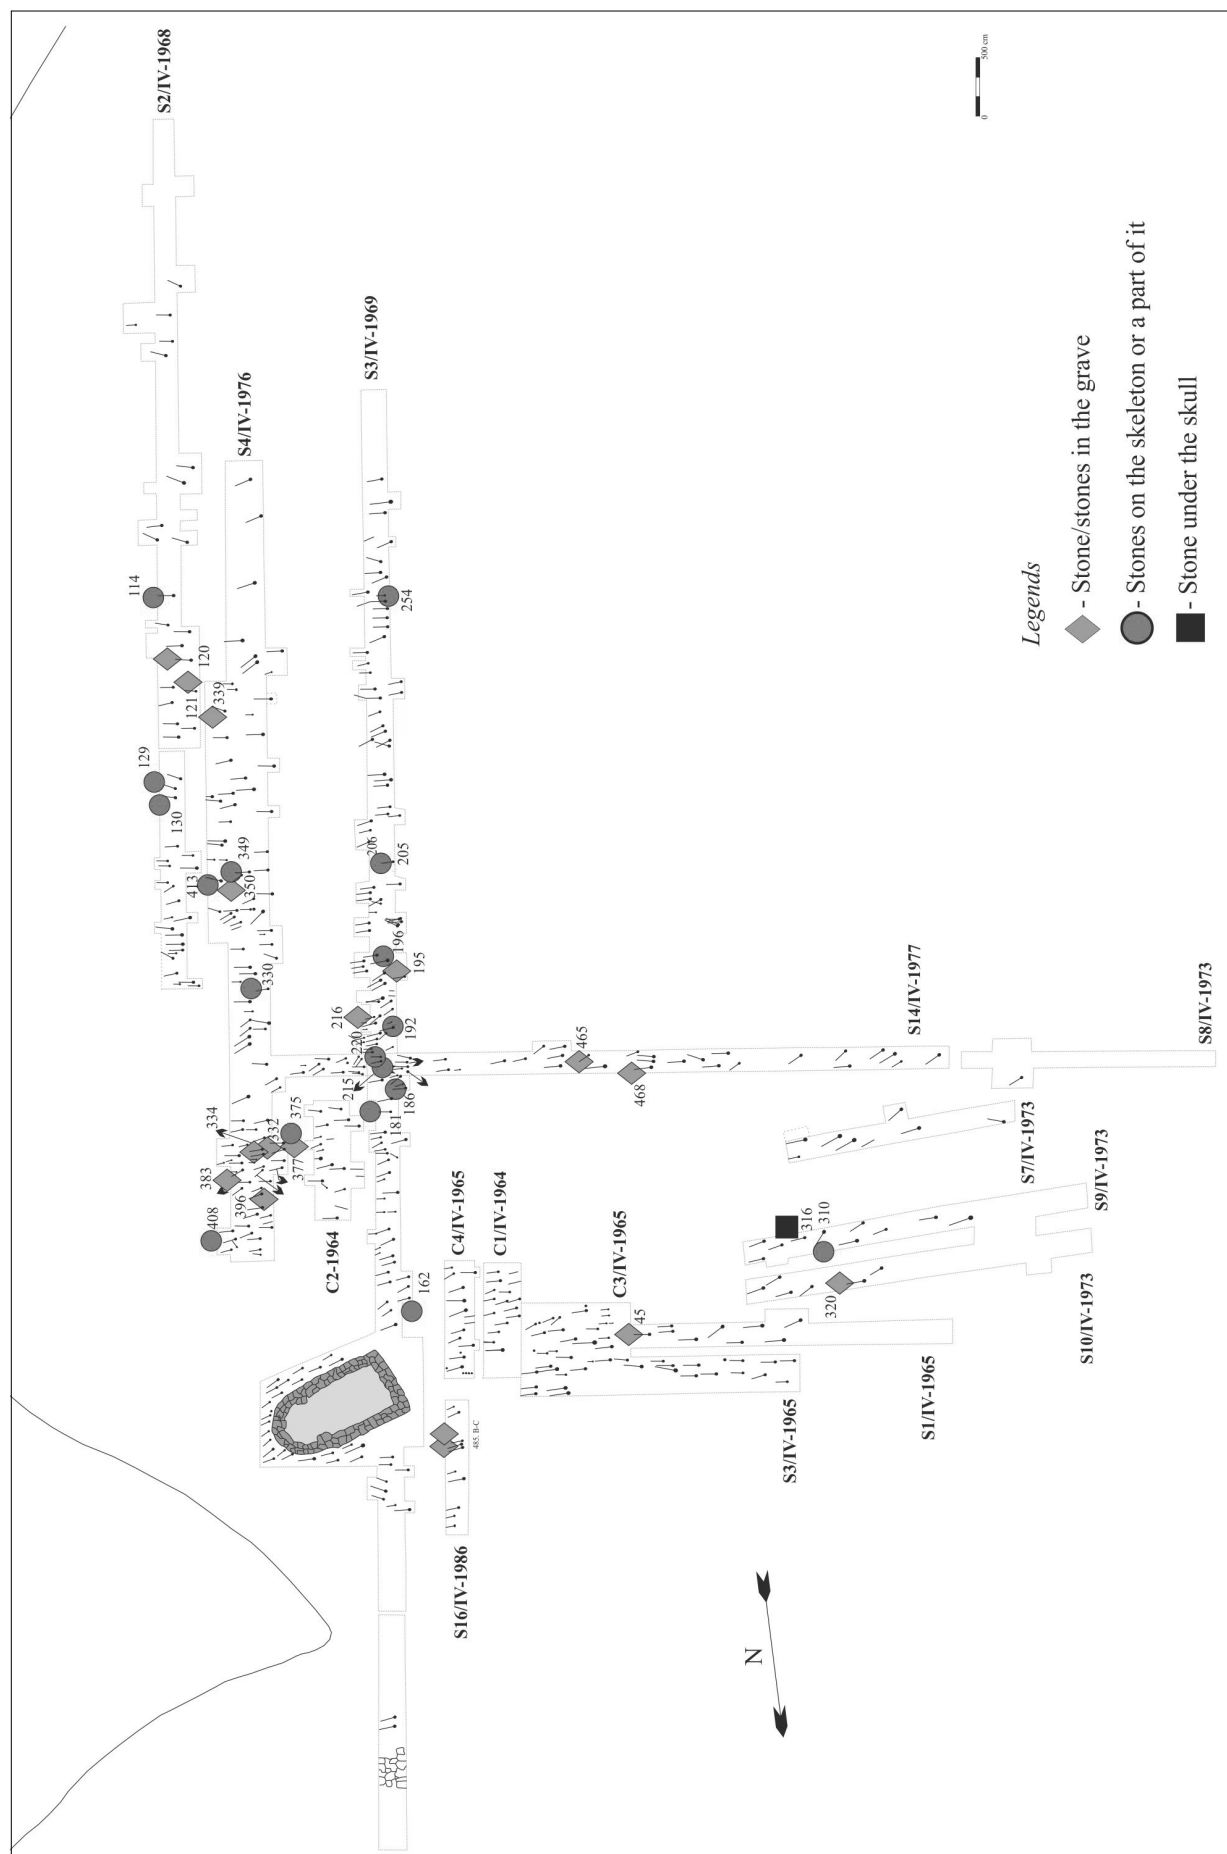 S2/IV-1968
S4/IV-1976
S3/IV-1969
114
120
121
339
129
130
349
413
350
330
254
206
205
196
195
216
192
220
215
186
181
334
332
375
377
383
396
408
C2-1964
162
C4/IV-1965
C1/IV-1964
C3/IV-1965
45
465
468
S14/IV-1977
S8/IV-1973
S7/IV-1973
S9/IV-1973
316
310
320
S10/IV-1973
S1/IV-1965
S3/IV-1965
485. B-C
S16/IV-1986
N
0
500 cm
Legends
- Stone/stones in the grave
- Stones on the skeleton or a part of it
- Stone under the skull